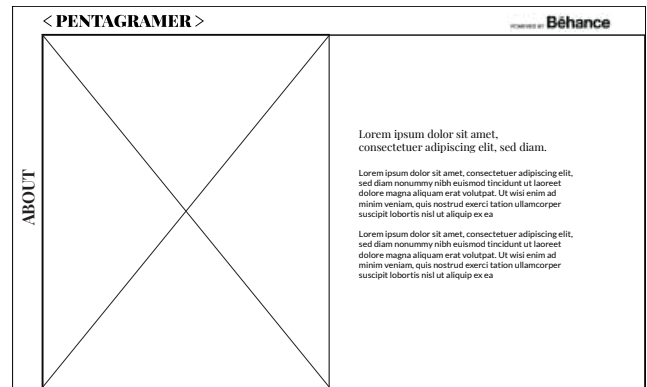 < PENTAGRAMER >
POWERED BY Bēhance
ABOUT
Lorem ipsum dolor sit amet,
consectetuer adipiscing elit, sed diam.
Lorem ipsum dolor sit amet, consectetuer adipiscing elit,
sed diam nonummy nibh euismod tincidunt ut laoreet
dolore magna aliquam erat volutpat. Ut wisi enim ad
minim veniam, quis nostrud exerci tation ullamcorper
suscipit lobortis nisl ut aliquip ex ea
Lorem ipsum dolor sit amet, consectetuer adipiscing elit,
sed diam nonummy nibh euismod tincidunt ut laoreet
dolore magna aliquam erat volutpat. Ut wisi enim ad
minim veniam, quis nostrud exerci tation ullamcorper
suscipit lobortis nisl ut aliquip ex ea